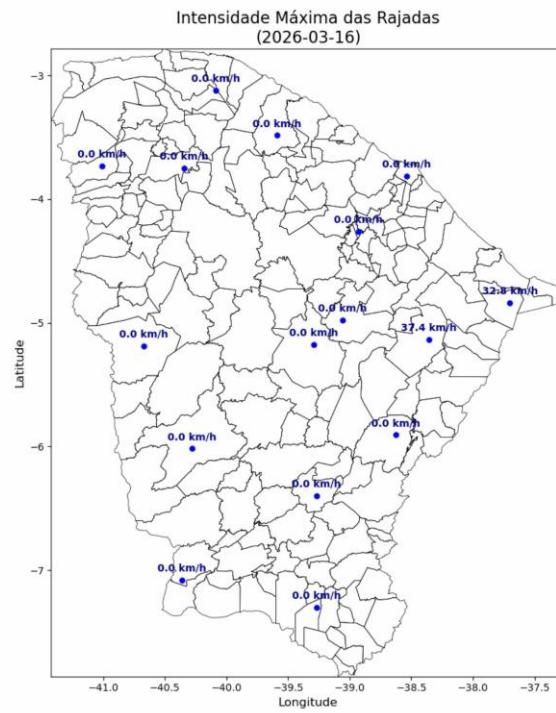 Intensidade Máxima das Rajadas
(2026-03-16)
0.0 km/h
0.0 km/h
0.0 km/h
0.0 km/h
0.0 km/h
0.0 km/h
32.8 km/h
0.0 km/h
37.4 km/h
0.0 km/h
0.0 km/h
0.0 km/h
0.0 km/h
0.0 km/h
0.0 km/h
0.0 km/h
Latitude
−3
−4
−5
−6
−7
−41.0 −40.5 −40.0 −39.5 −39.0 −38.5 −38.0 −37.5
Longitude